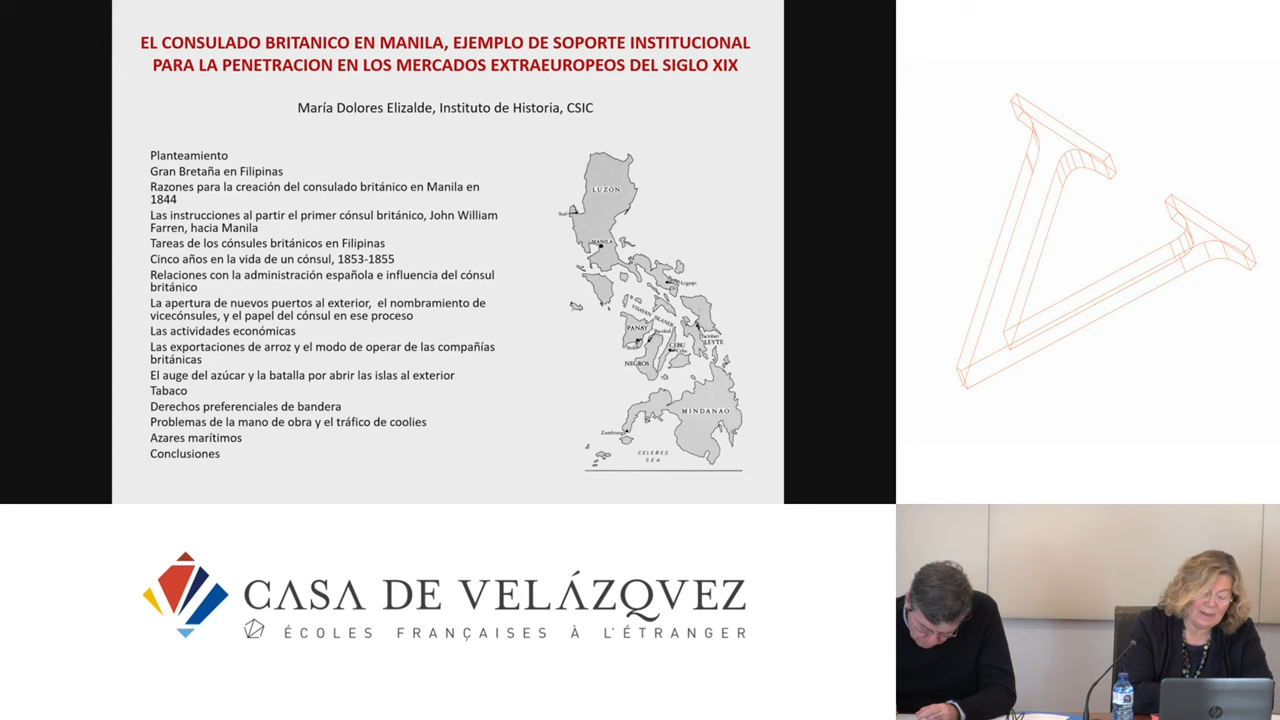 EL CONSULADO BRITANICO EN MANILA, EJEMPLO DE SOPORTE INSTITUCIONAL
PARA LA PENETRACION EN LOS MERCADOS EXTRAEUROPEOS DEL SIGLO XIX
María Dolores Elizalde, Instituto de Historia, CSIC
Planteamiento
Gran Bretaña en Filipinas
Razones para la creación del consulado británico en Manila en
1844
Las instrucciones al partir el primer cónsul británico, John William
Farren, hacia Manila
Tareas de los cónsules británicos en Filipinas
Cinco años en la vida de un cónsul, 1853-1855
Relaciones con la administración española e influencia del cónsul
británico
La apertura de nuevos puertos al exterior, el nombramiento de
vicecónsules, y el papel del cónsul en ese proceso
Las actividades económicas
Las exportaciones de arroz y el modo de operar de las compañías
británicas
El auge del azúcar y la batalla por abrir las islas al exterior
Tabaco
Derechos preferenciales de bandera
Problemas de la mano de obra y el tráfico de coolies
Azares marítimos
Conclusiones
LUZON
MANILA
Legaspi
VISAYAN ISLANDS
PANAY
CEBU
Tacloban
LEYTE
NEGROS
MINDANAO
Zamboanga
CELEBES
SEA
CASA DE VELÁZQVEZ
ÉCOLES FRANÇAISES À L'ÉTRANGER